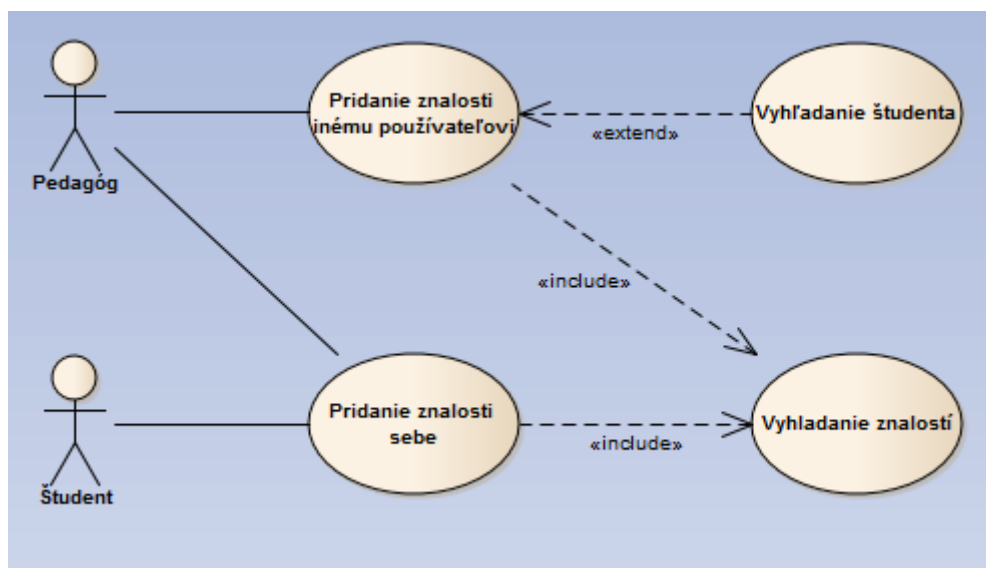 Pridanie znalosti
inému používateľovi
Vyhľadanie študenta
«extend»
Pedagóg
«include»
Pridanie znalosti
sebe
Vyhladanie znalostí
«include»
Študent